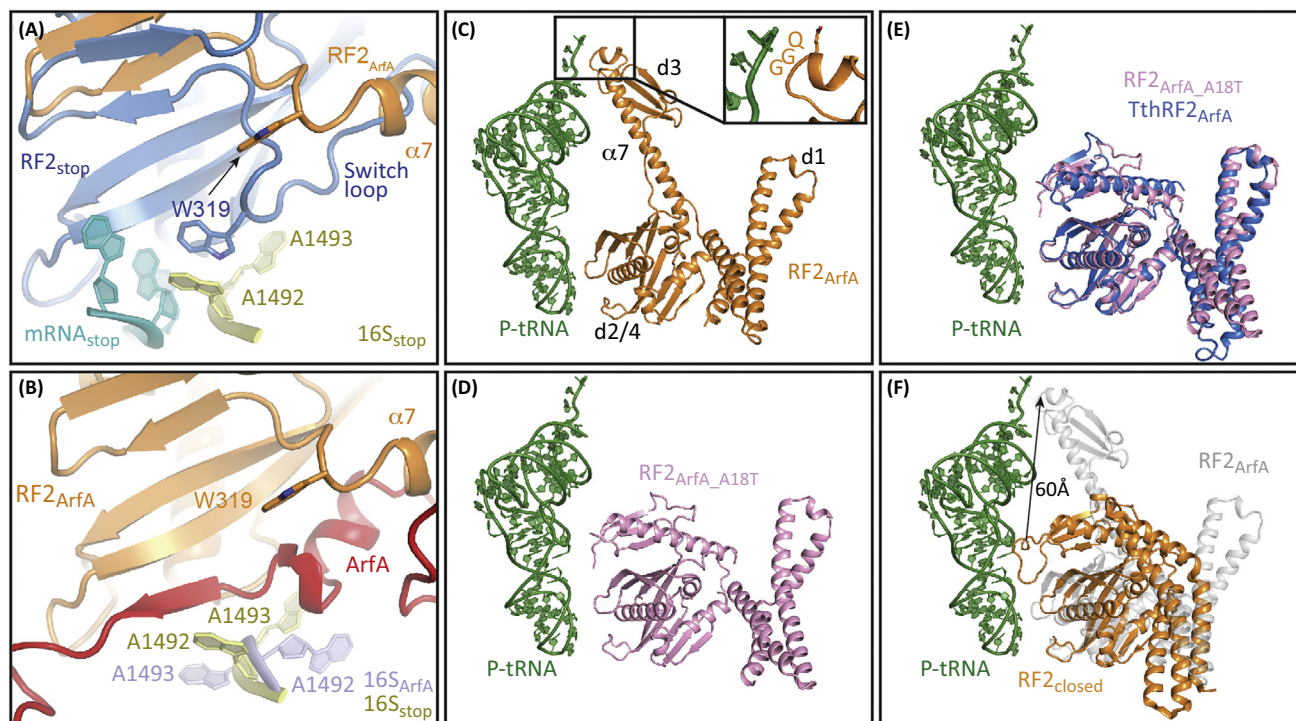 (A)
RF2ArfA
RF2stop
α7
Switch
loop
W319
A1493
A1492
mRNAstop
16Sstop
(B)
α7
RF2ArfA
W319
ArfA
A1493
A1492
A1493
A1492
16SArfA
16Sstop
(C)
d3
Q
G
G
α7
d1
RF2ArfA
P-tRNA
d2/4
(D)
RF2ArfA_A18T
P-tRNA
(E)
RF2ArfA_A18T
TthRF2ArfA
P-tRNA
(F)
RF2ArfA
60Å
P-tRNA
RF2closed